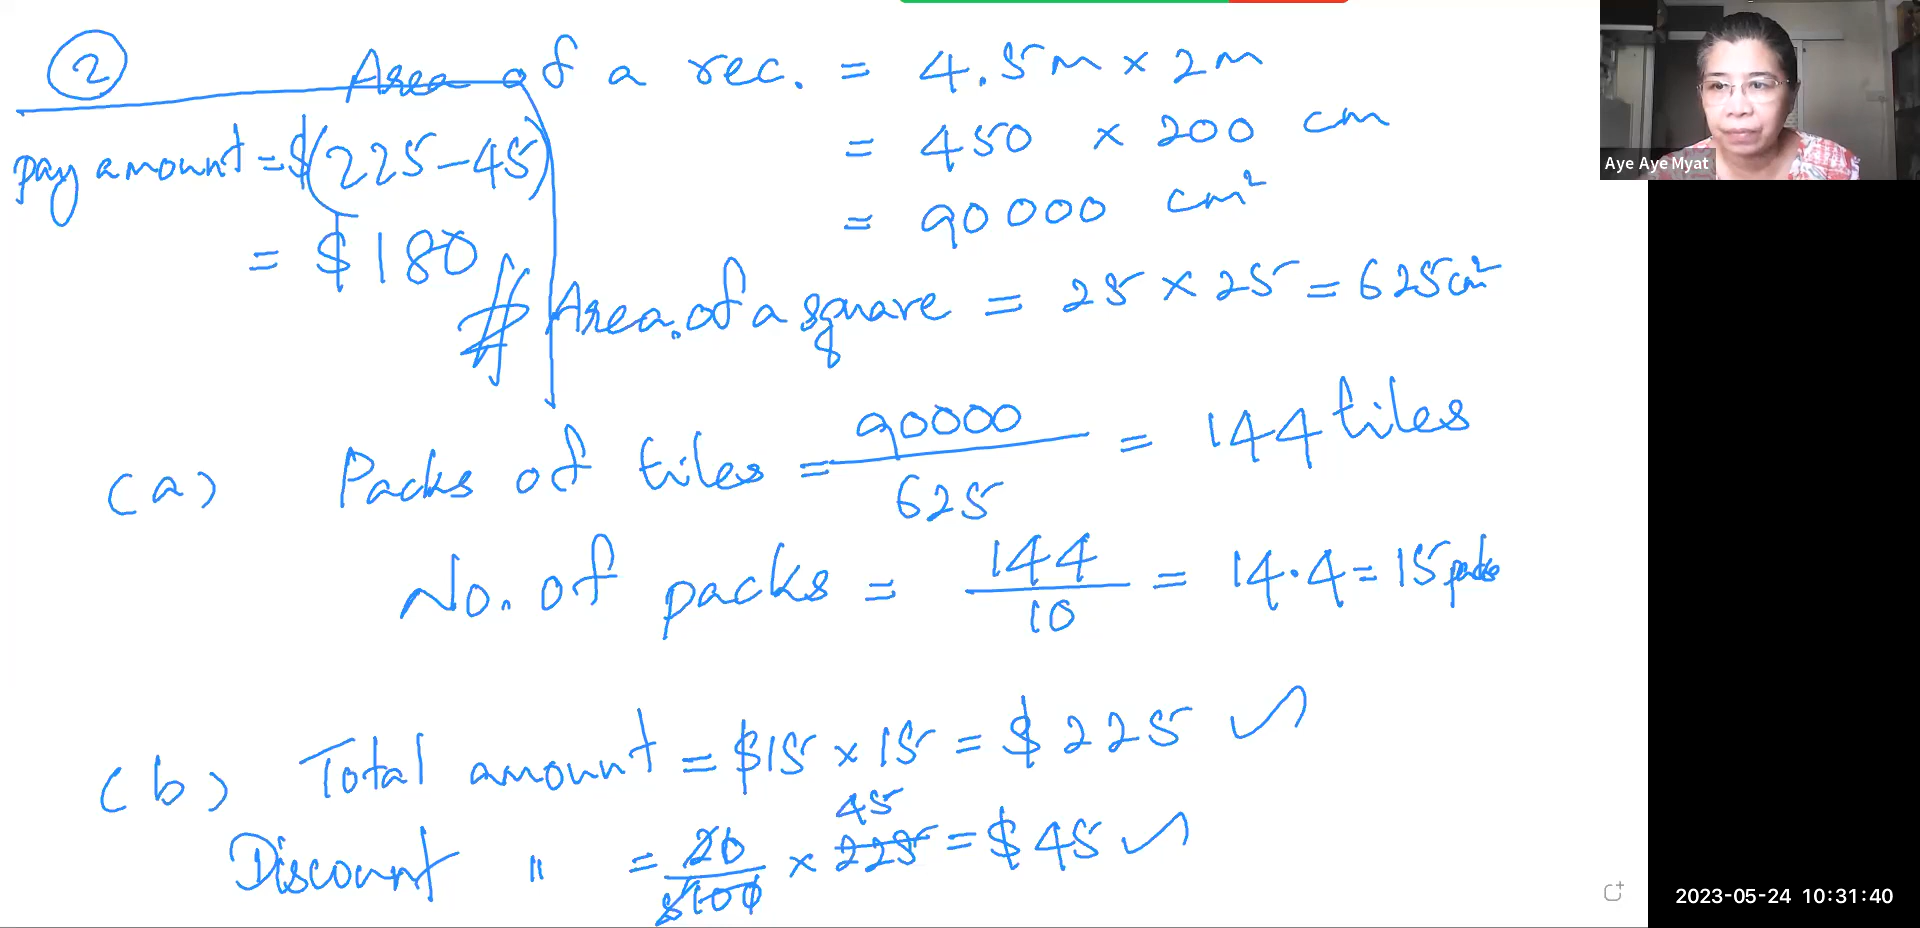 ②
Area of a rec. = 4.5m × 2m
= 450 × 200 cm
= 90000 cm²
pay amount = $(225-45)
= $180
Area. of a square = 25 × 25 = 625cm²
(a) Packs of tiles = 90000/625 = 144 tiles
No. of packs = 144/10 = 14.4 = 15 packs
(b) Total amount = $15 × 15 = $225
45
Discount " = 20/100 × 225 = $45
Aye Aye Myat
2023-05-24 10:31:40